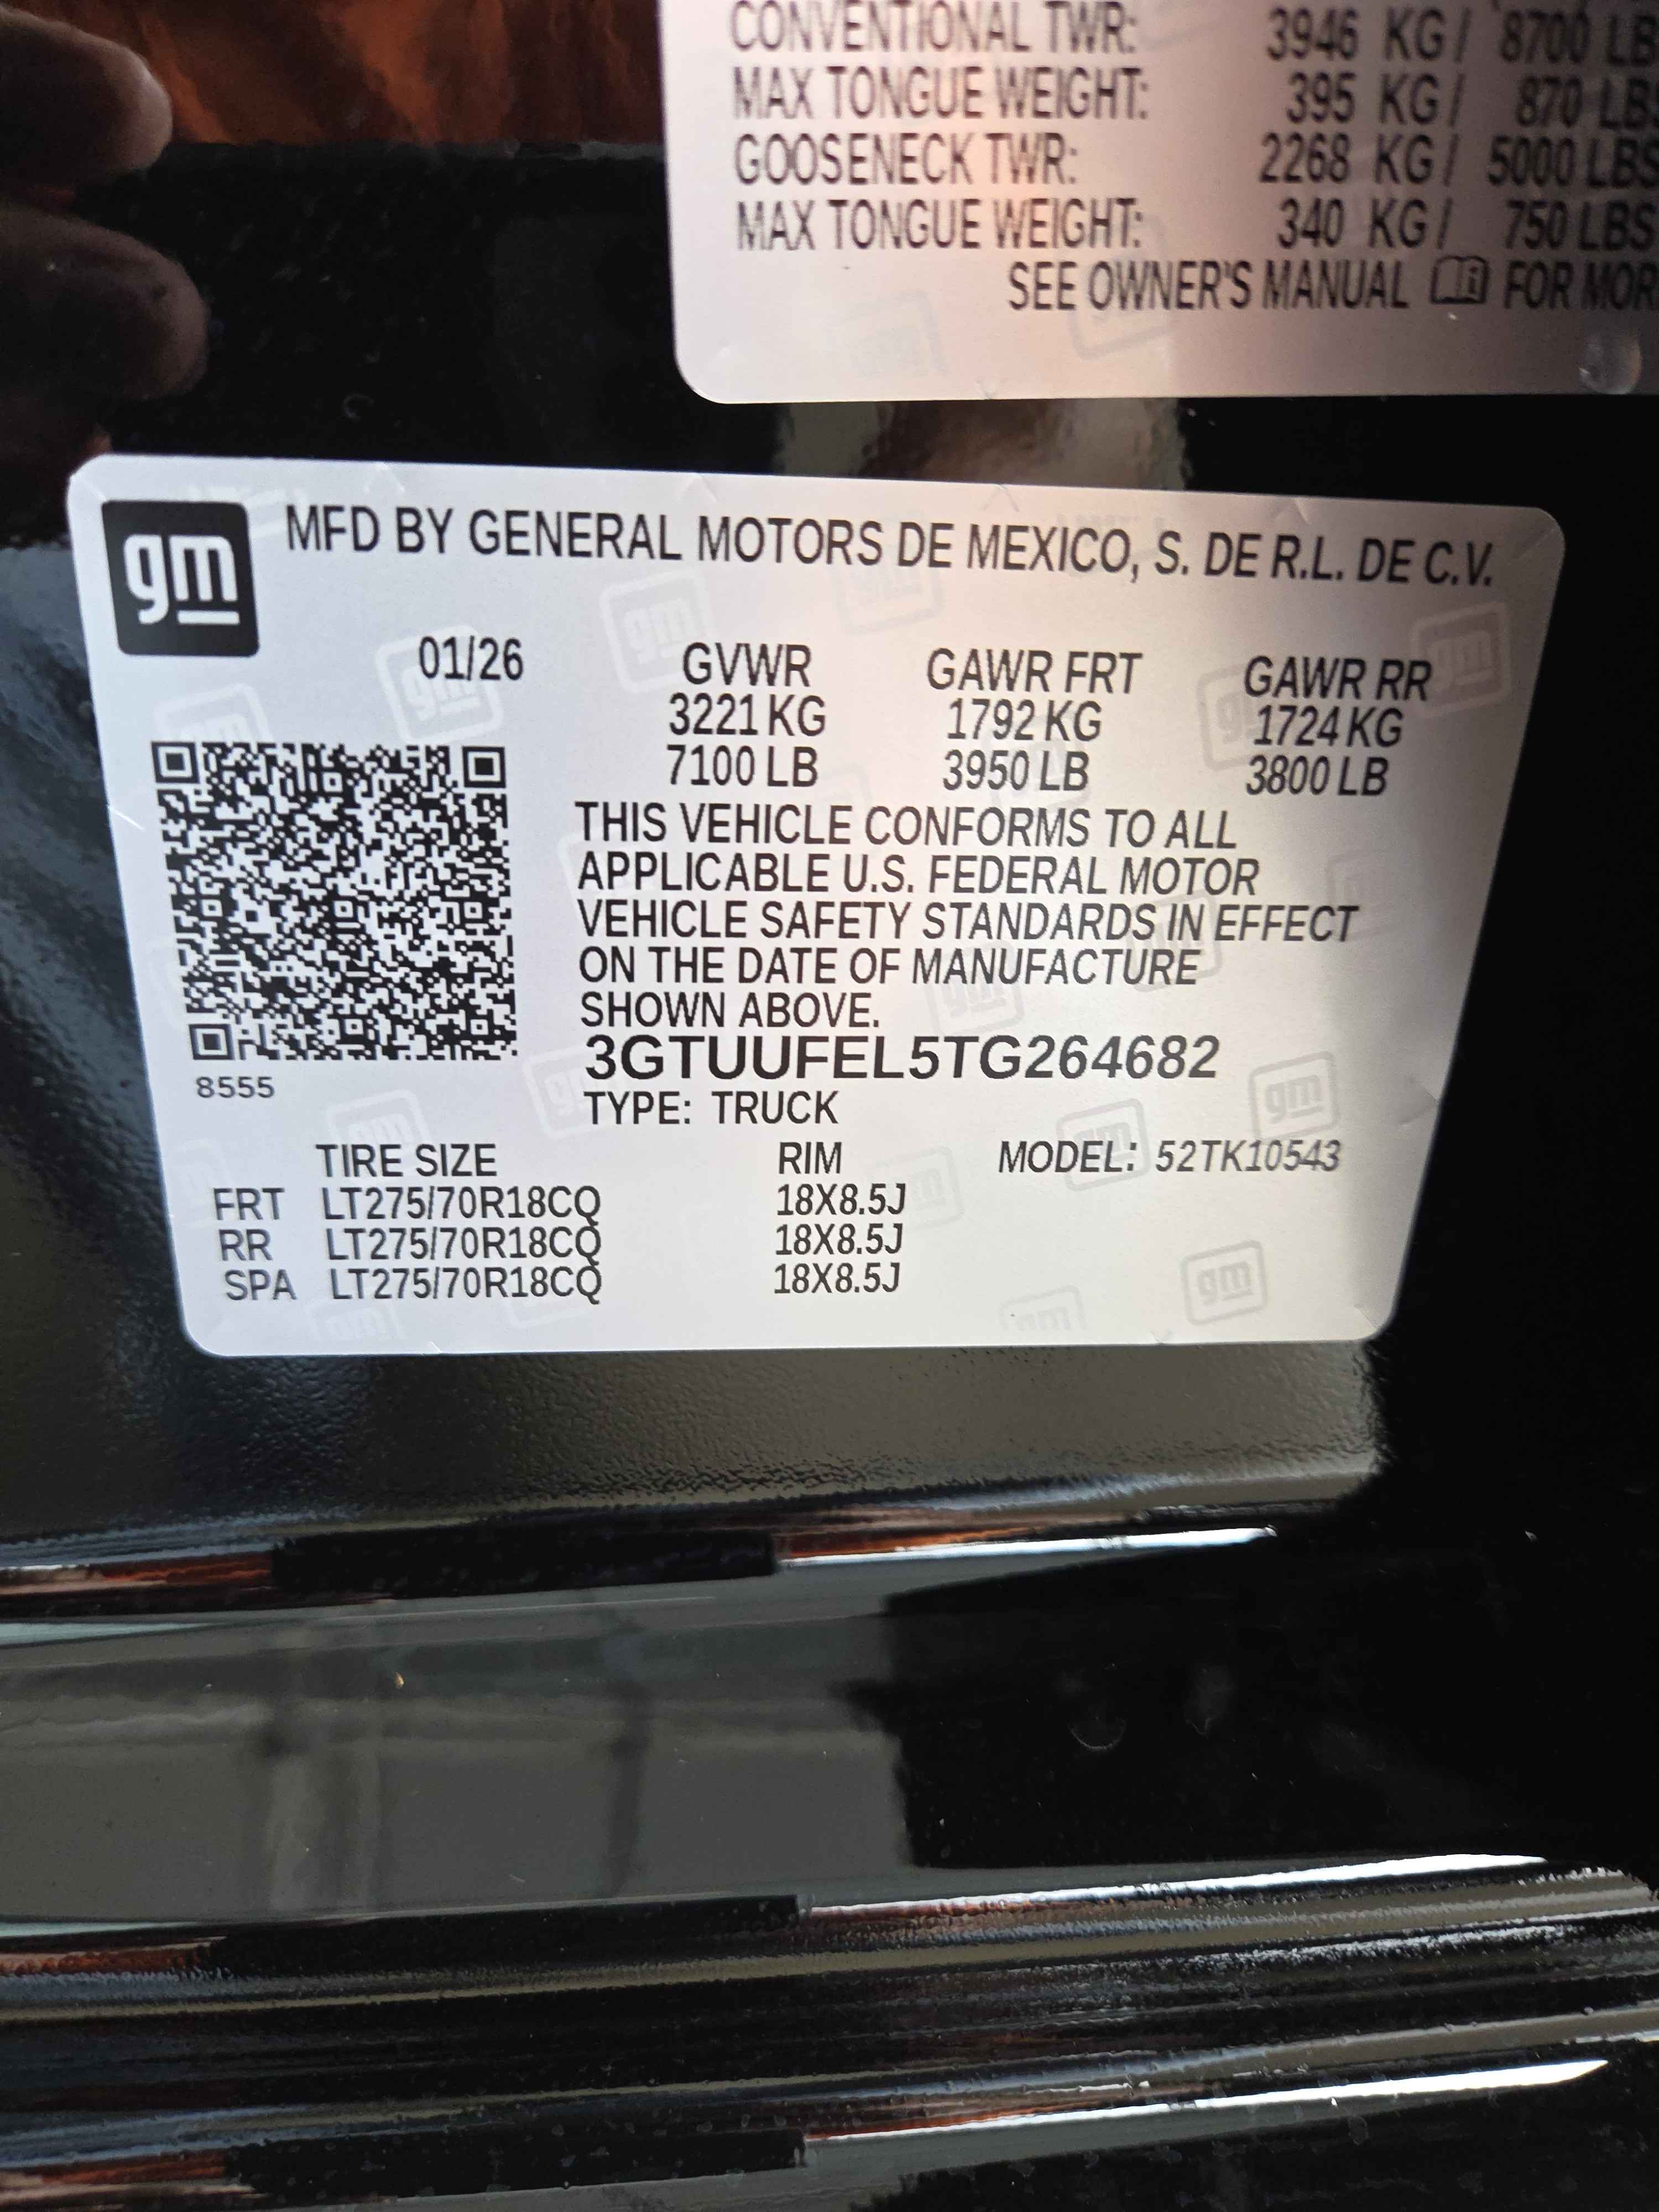 CONVENTIONAL TWR: 3946 KG / 8700 LB
MAX TONGUE WEIGHT: 395 KG / 870 LBS
GOOSENECK TWR: 2268 KG / 5000 LBS
MAX TONGUE WEIGHT: 340 KG / 750 LBS
SEE OWNER'S MANUAL FOR MOR
gm
MFD BY GENERAL MOTORS DE MEXICO, S. DE R.L. DE C.V.
01/26 GVWR GAWR FRT GAWR RR
3221 KG 1792 KG 1724 KG
7100 LB 3950 LB 3800 LB
THIS VEHICLE CONFORMS TO ALL
APPLICABLE U.S. FEDERAL MOTOR
VEHICLE SAFETY STANDARDS IN EFFECT
ON THE DATE OF MANUFACTURE
SHOWN ABOVE.
3GTUUFEL5TG264682
8555
TYPE: TRUCK
TIRE SIZE RIM MODEL: 52TK10543
FRT LT275/70R18CQ 18X8.5J
RR LT275/70R18CQ 18X8.5J
SPA LT275/70R18CQ 18X8.5J